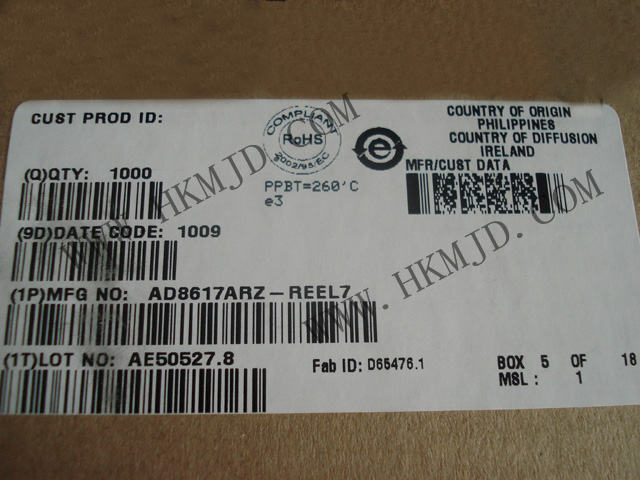 CUST PROD ID:
COMPLIANT
RoHS
2002/95/EC
e
PPBT=260'C
e3
COUNTRY OF ORIGIN
PHILIPPINES
COUNTRY OF DIFFUSION
IRELAND
MFR/CUST DATA
(Q)QTY: 1000
(9D)DATE CODE: 1009
(1P)MFG NO: AD8617ARZ-REEL7
(1T)LOT NO: AE50527.8
Fab ID: D65476.1
BOX 5 OF 18
MSL: 1
WWW.HKMJD.COM
WWW.HKMJD.COM